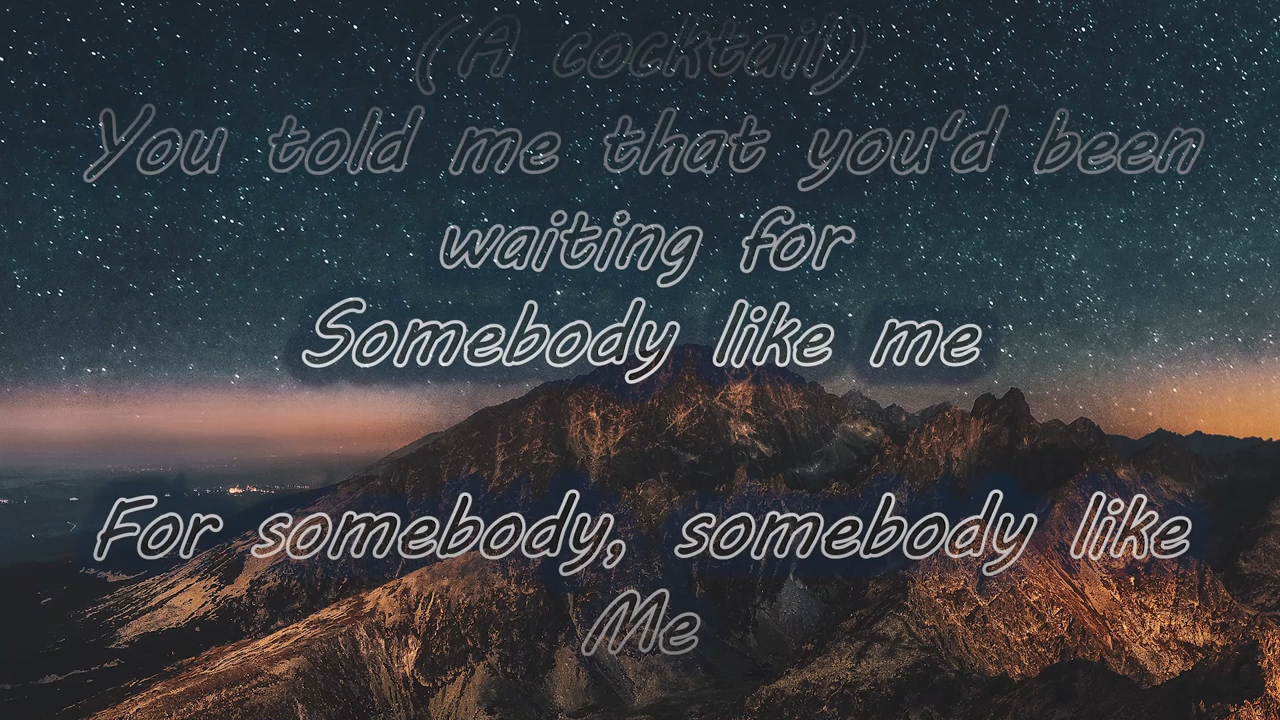 (A cocktail)
You told me that you'd been
waiting for
Somebody like me
For somebody, somebody like
Me